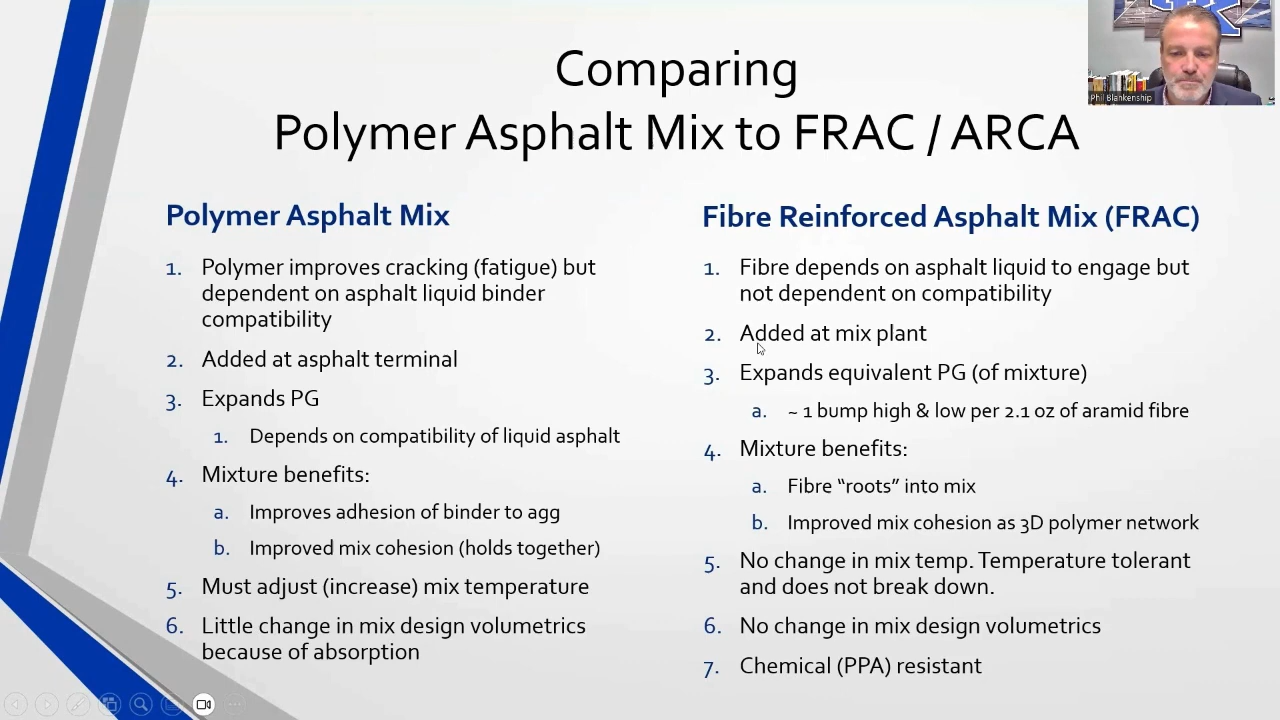 Comparing
Polymer Asphalt Mix to FRAC / ARCA
Phil Blankenship
Polymer Asphalt Mix
1. Polymer improves cracking (fatigue) but
dependent on asphalt liquid binder
compatibility
2. Added at asphalt terminal
3. Expands PG
1. Depends on compatibility of liquid asphalt
4. Mixture benefits:
a. Improves adhesion of binder to agg
b. Improved mix cohesion (holds together)
5. Must adjust (increase) mix temperature
6. Little change in mix design volumetrics
because of absorption
Fibre Reinforced Asphalt Mix (FRAC)
1. Fibre depends on asphalt liquid to engage but
not dependent on compatibility
2. Added at mix plant
3. Expands equivalent PG (of mixture)
a. ~ 1 bump high & low per 2.1 oz of aramid fibre
4. Mixture benefits:
a. Fibre “roots” into mix
b. Improved mix cohesion as 3D polymer network
5. No change in mix temp. Temperature tolerant
and does not break down.
6. No change in mix design volumetrics
7. Chemical (PPA) resistant